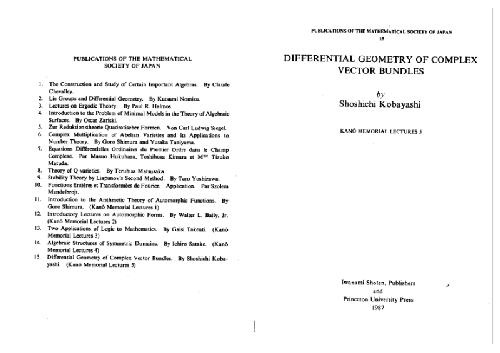 PUBLICATIONS OF THE MATHEMATICAL
SOCIETY OF JAPAN
1. The Construction and Study of Certain Important Algebras. By Claude
Chevalley.
2. Lie Groups and Differential Geometry. By Katsumi Nomizu.
3. Lectures on Ergodic Theory. By Paul R. Halmos.
4. Introduction to the Problem of Minimal Models in the Theory of Algebraic
Surfaces. By Oscar Zariski.
5. Zur Reduktionstheorie Quadratischer Formen. Von Carl Ludwig Siegel.
6. Complex Multiplication of Abelian Varieties and its Applications to
Number Theory. By Goro Shimura and Yutaka Taniyama.
7. Equations Différentielles Ordinaires du Premier Ordre dans le Champ
Complexe. Par Masuo Hukuhara, Tosihusa Kimura et Mme Tizuko
Matuda.
8. Theory of Q varieties. By Teruhisa Matsusaka.
9. Stability Theory by Liapunov's Second Method. By Taro Yoshizawa.
10. Fonctions Entières et Transformées de Fourier. Application. Par Szolem
Mandelbrojt.
11. Introduction to the Arithmetic Theory of Automorphic Functions. By
Goro Shimura. (Kanô Memorial Lectures 1)
12. Introductory Lectures on Automorphic Forms. By Walter L. Baily, Jr.
(Kanô Memorial Lectures 2)
13. Two Applications of Logic to Mathematics. By Gaisi Takeuti. (Kanô
Memorial Lectures 3)
14. Algebraic Structures of Symmetric Domains. By Ichiro Satake. (Kanô
Memorial Lectures 4)
15. Differential Geometry of Complex Vector Bundles. By Shoshichi Koba-
yashi. (Kanô Memorial Lectures 5)
PUBLICATIONS OF THE MATHEMATICAL SOCIETY OF JAPAN
15
DIFFERENTIAL GEOMETRY OF COMPLEX
VECTOR BUNDLES
by
Shoshichi Kobayashi
KANÔ MEMORIAL LECTURES 5
Iwanami Shoten, Publishers
and
Princeton University Press
1987